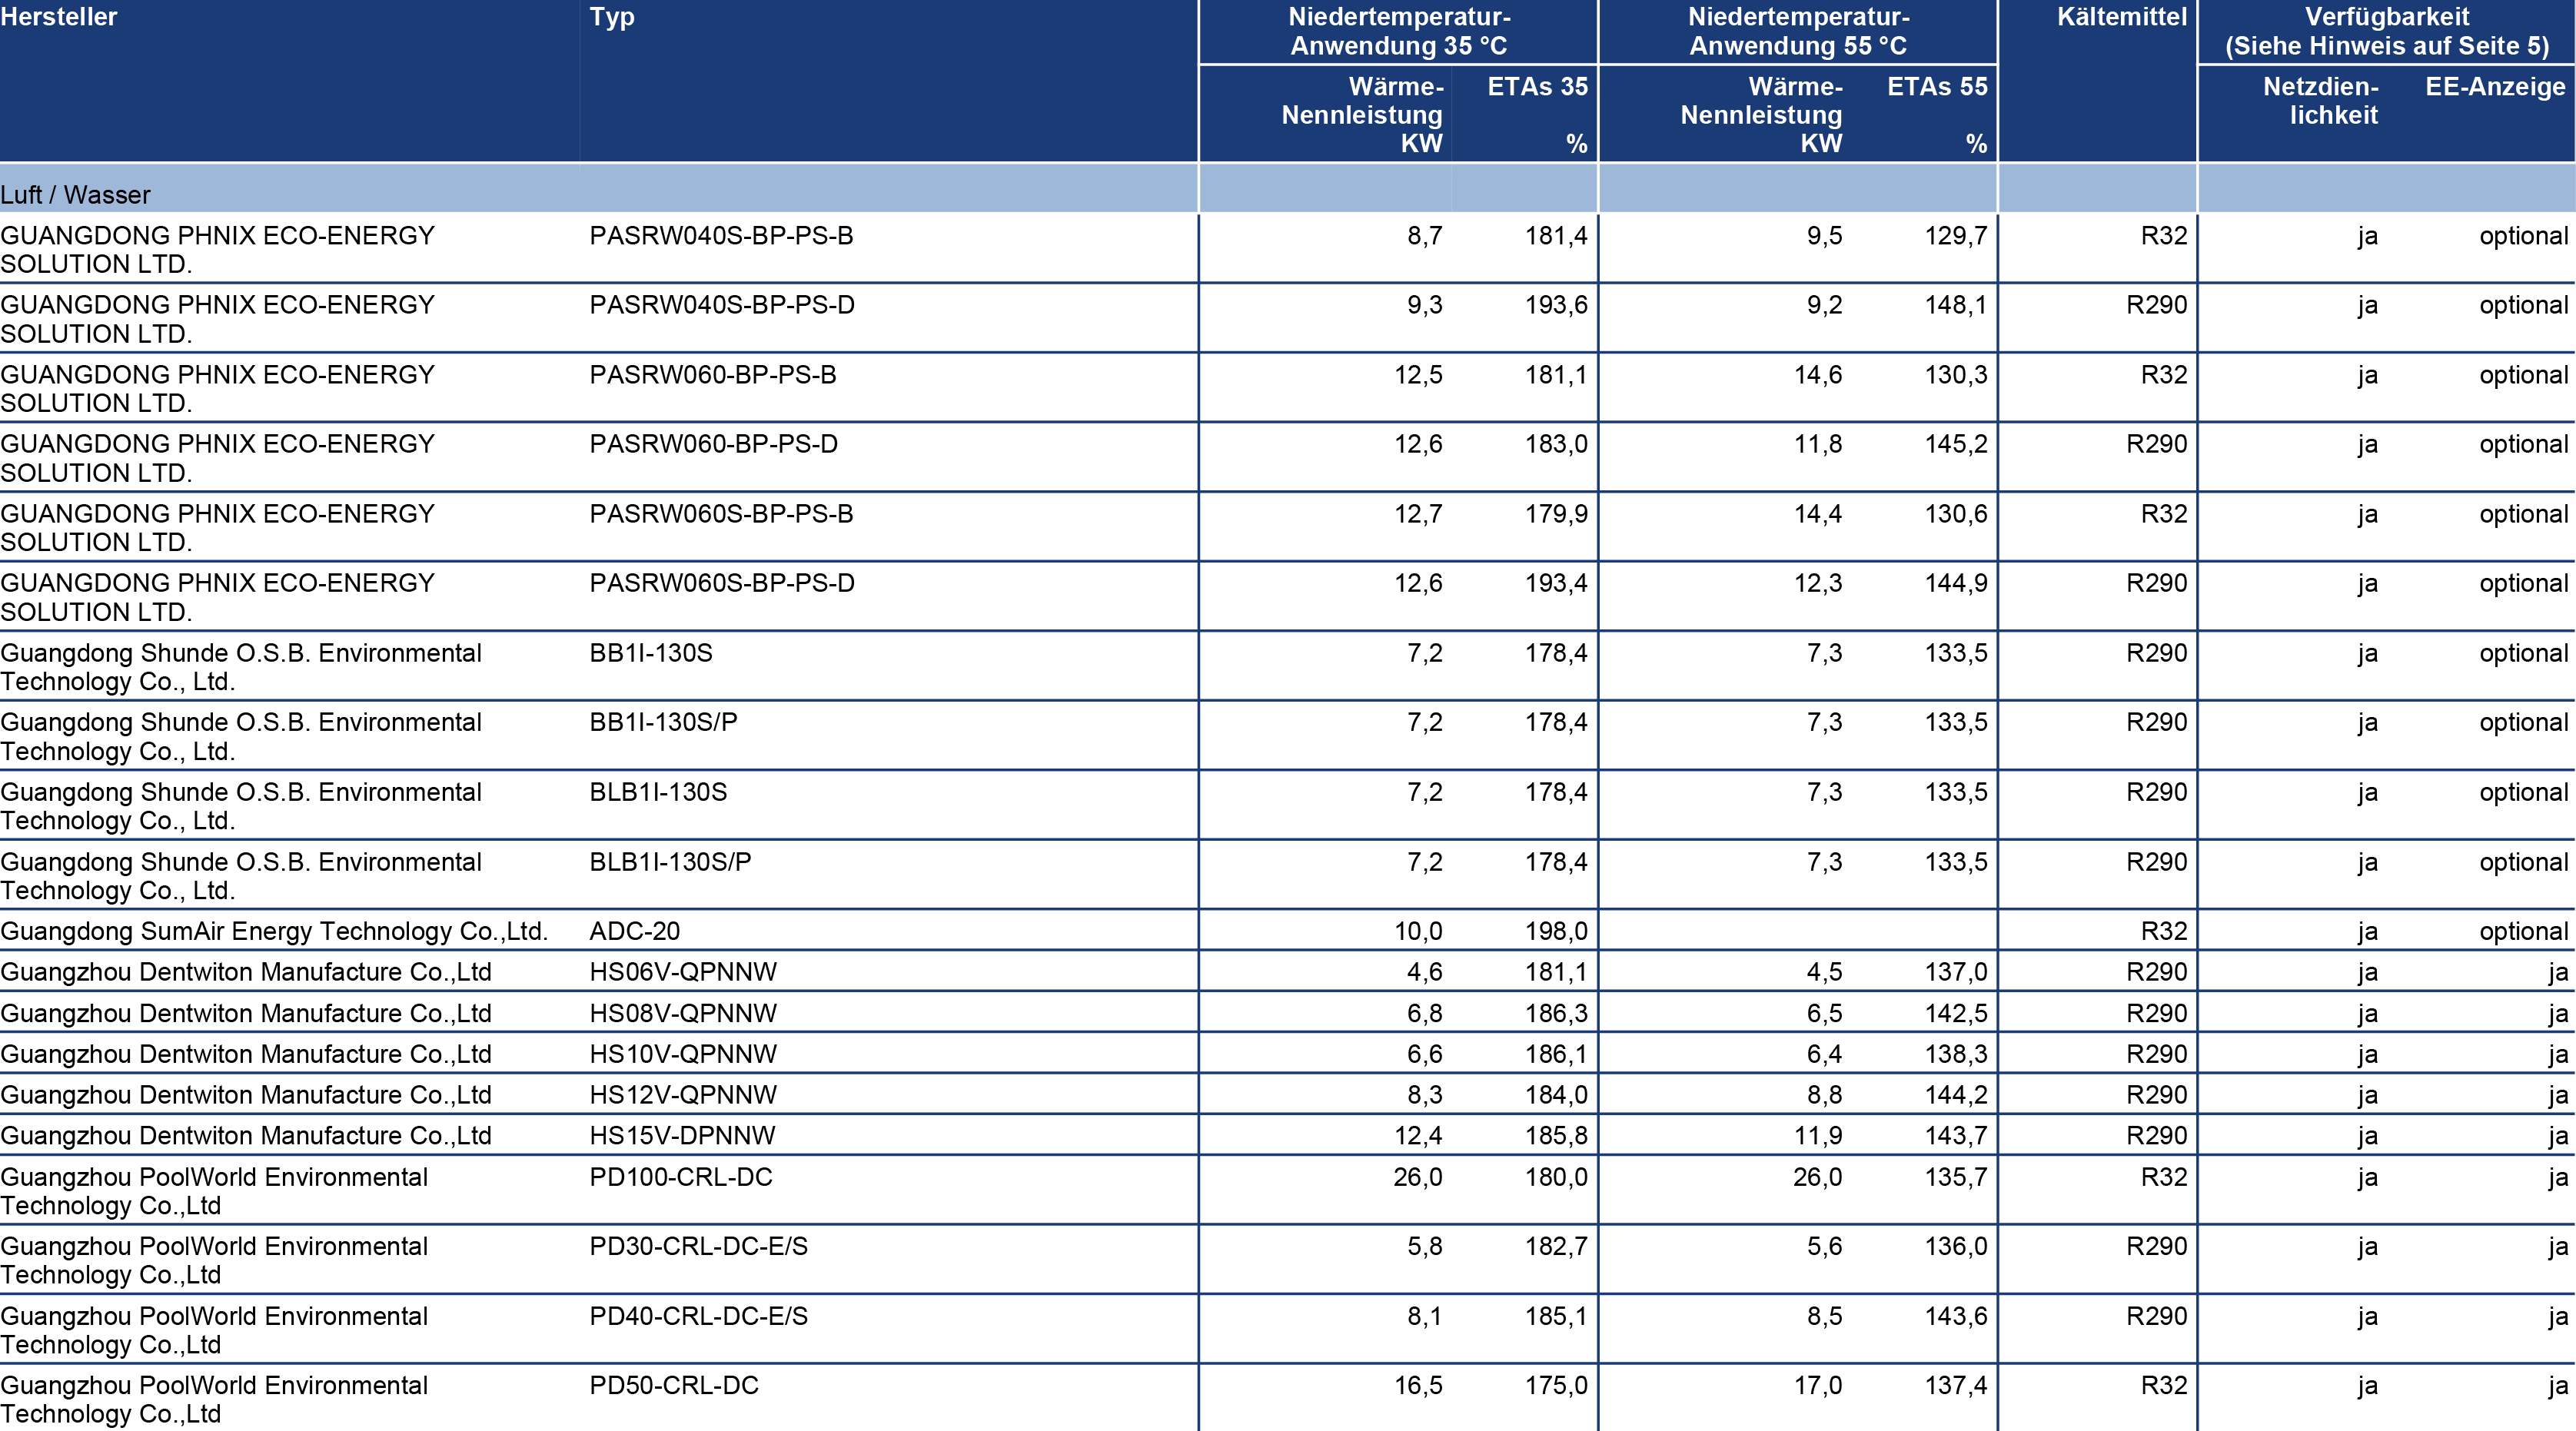 Hersteller Typ Niedertemperatur- Niedertemperatur- Kältemittel Verfügbarkeit
Anwendung 35 °C Anwendung 55 °C (Siehe Hinweis auf Seite 5)
Wärme- ETAs 35 Wärme- ETAs 55 Netzdien- EE-Anzeige
Nennleistung Nennleistung lichkeit
KW % KW %
Luft / Wasser
GUANGDONG PHNIX ECO-ENERGY PASRW040S-BP-PS-B 8,7 181,4 9,5 129,7 R32 ja optional
SOLUTION LTD.
GUANGDONG PHNIX ECO-ENERGY PASRW040S-BP-PS-D 9,3 193,6 9,2 148,1 R290 ja optional
SOLUTION LTD.
GUANGDONG PHNIX ECO-ENERGY PASRW060-BP-PS-B 12,5 181,1 14,6 130,3 R32 ja optional
SOLUTION LTD.
GUANGDONG PHNIX ECO-ENERGY PASRW060-BP-PS-D 12,6 183,0 11,8 145,2 R290 ja optional
SOLUTION LTD.
GUANGDONG PHNIX ECO-ENERGY PASRW060S-BP-PS-B 12,7 179,9 14,4 130,6 R32 ja optional
SOLUTION LTD.
GUANGDONG PHNIX ECO-ENERGY PASRW060S-BP-PS-D 12,6 193,4 12,3 144,9 R290 ja optional
SOLUTION LTD.
Guangdong Shunde O.S.B. Environmental BB1I-130S 7,2 178,4 7,3 133,5 R290 ja optional
Technology Co., Ltd.
Guangdong Shunde O.S.B. Environmental BB1I-130S/P 7,2 178,4 7,3 133,5 R290 ja optional
Technology Co., Ltd.
Guangdong Shunde O.S.B. Environmental BLB1I-130S 7,2 178,4 7,3 133,5 R290 ja optional
Technology Co., Ltd.
Guangdong Shunde O.S.B. Environmental BLB1I-130S/P 7,2 178,4 7,3 133,5 R290 ja optional
Technology Co., Ltd.
Guangdong SumAir Energy Technology Co.,Ltd. ADC-20 10,0 198,0 R32 ja optional
Guangzhou Dentwiton Manufacture Co.,Ltd HS06V-QPNNW 4,6 181,1 4,5 137,0 R290 ja ja
Guangzhou Dentwiton Manufacture Co.,Ltd HS08V-QPNNW 6,8 186,3 6,5 142,5 R290 ja ja
Guangzhou Dentwiton Manufacture Co.,Ltd HS10V-QPNNW 6,6 186,1 6,4 138,3 R290 ja ja
Guangzhou Dentwiton Manufacture Co.,Ltd HS12V-QPNNW 8,3 184,0 8,8 144,2 R290 ja ja
Guangzhou Dentwiton Manufacture Co.,Ltd HS15V-DPNNW 12,4 185,8 11,9 143,7 R290 ja ja
Guangzhou PoolWorld Environmental PD100-CRL-DC 26,0 180,0 26,0 135,7 R32 ja ja
Technology Co.,Ltd
Guangzhou PoolWorld Environmental PD30-CRL-DC-E/S 5,8 182,7 5,6 136,0 R290 ja ja
Technology Co.,Ltd
Guangzhou PoolWorld Environmental PD40-CRL-DC-E/S 8,1 185,1 8,5 143,6 R290 ja ja
Technology Co.,Ltd
Guangzhou PoolWorld Environmental PD50-CRL-DC 16,5 175,0 17,0 137,4 R32 ja ja
Technology Co.,Ltd